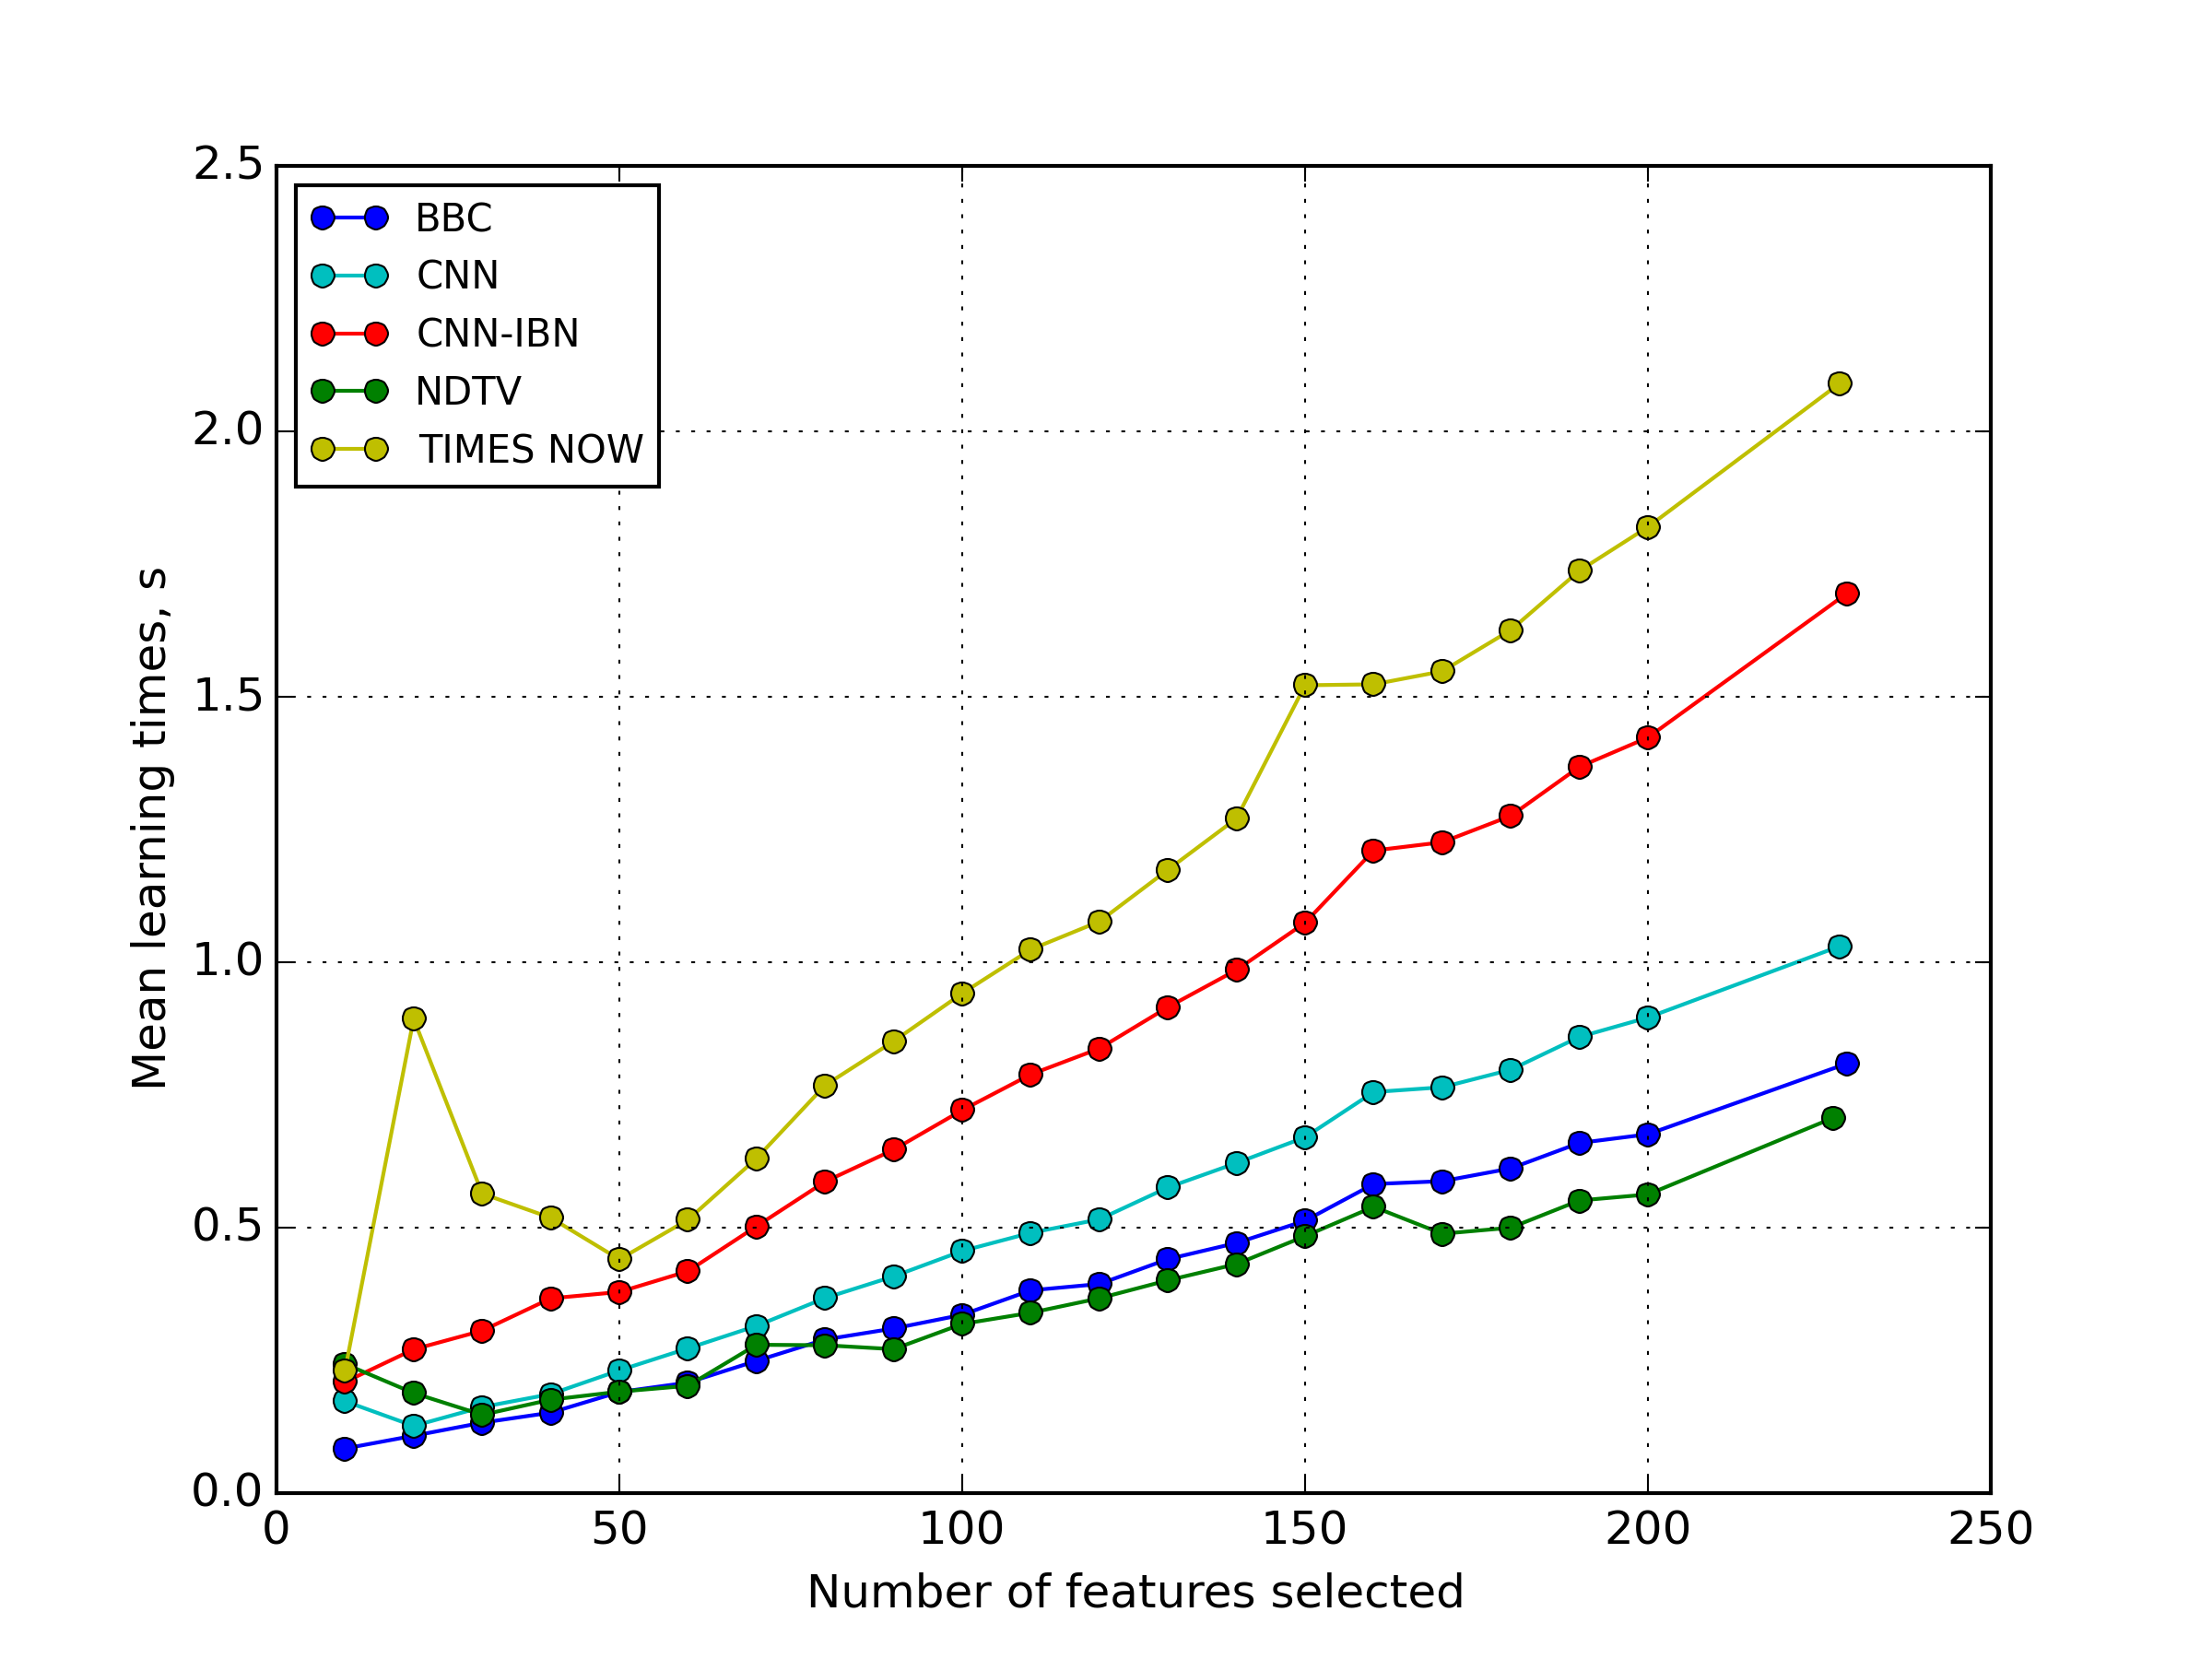 2.5
2.0
1.5
1.0
0.5
0.0
BBC
CNN
CNN-IBN
NDTV
TIMES NOW
Mean learning times, s
0 50 100 150 200 250
Number of features selected